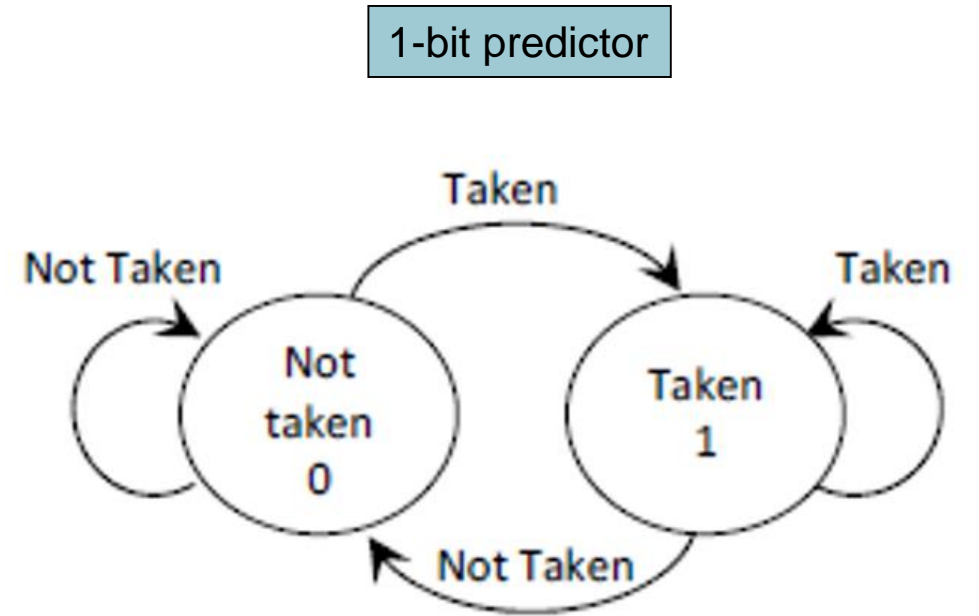 1-bit predictor
Taken
Not Taken
Taken
Not
taken
0
Taken
1
Not Taken